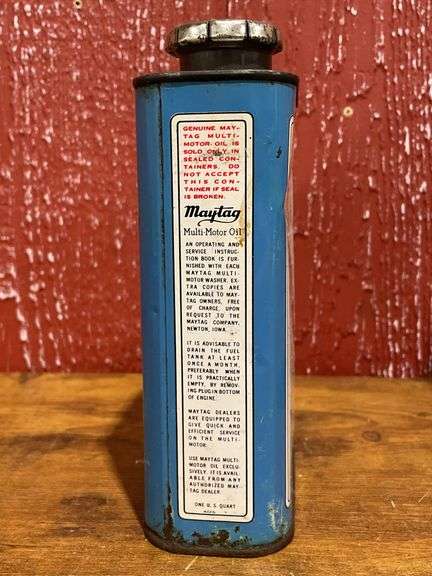 GENUINE MAY-
TAG MULTI-
MOTOR OIL IS
SOLD ONLY IN
SEALED CON-
TAINERS. DO
NOT ACCEPT
THIS CON-
TAINER IF SEAL
IS BROKEN.
Maytag
Multi-Motor Oil
AN OPERATING AND
SERVICE INSTRUC-
TION BOOK IS FUR-
NISHED WITH EACH
MAYTAG MULTI-
MOTOR WASHER. EX-
TRA COPIES ARE
AVAILABLE TO MAY-
TAG OWNERS, FREE
OF CHARGE, UPON
REQUEST TO THE
MAYTAG COMPANY,
NEWTON, IOWA.
IT IS ADVISABLE TO
DRAIN THE FUEL
TANK AT LEAST
ONCE A MONTH,
PREFERABLY WHEN
IT IS PRACTICALLY
EMPTY, BY REMOV-
ING PLUG IN BOTTOM
OF ENGINE.
MAYTAG DEALERS
ARE EQUIPPED TO
GIVE QUICK AND
EFFICIENT SERVICE
ON THE MULTI-
MOTOR.
USE MAYTAG MULTI-
MOTOR OIL EXCLU-
SIVELY. IT IS AVAIL-
ABLE FROM ANY
AUTHORIZED MAY-
TAG DEALER.
ONE U. S. QUART